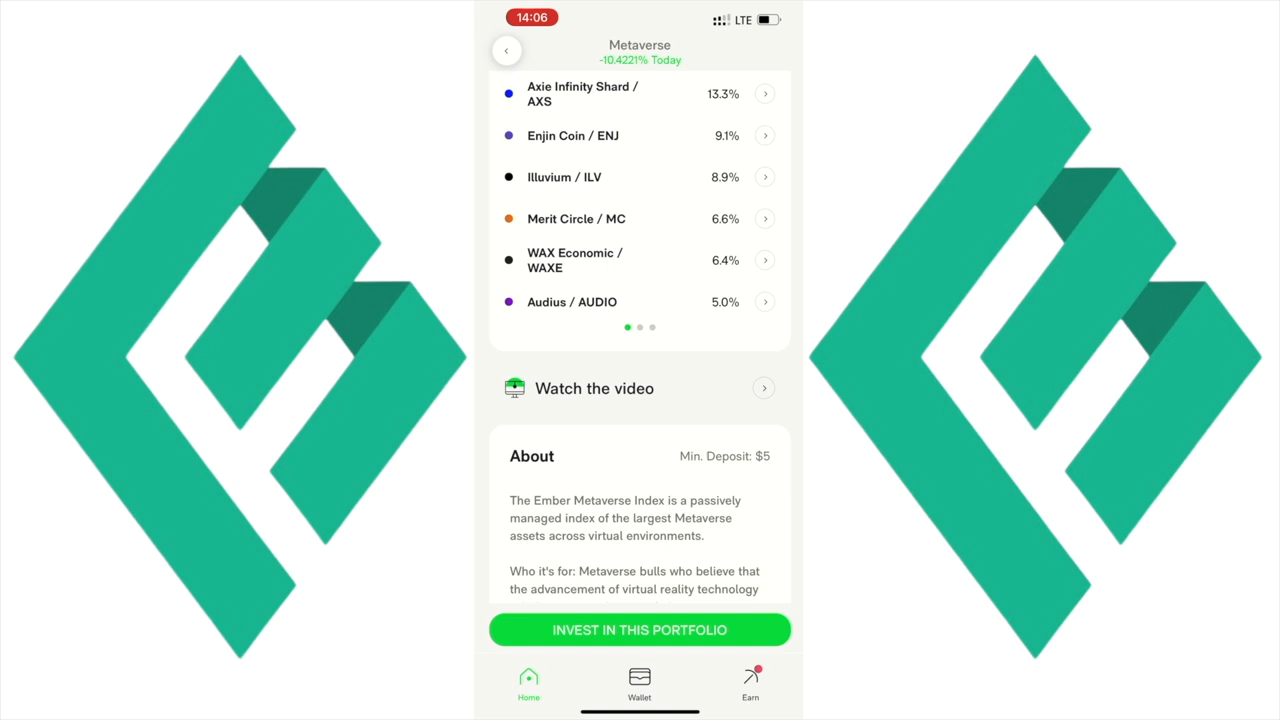 14:06
LTE
Metaverse
-10.4221% Today
Axie Infinity Shard /
AXS
13.3%
Enjin Coin / ENJ
9.1%
Illuvium / ILV
8.9%
Merit Circle / MC
6.6%
WAX Economic /
WAXE
6.4%
Audius / AUDIO
5.0%
Watch the video
About
Min. Deposit: $5
The Ember Metaverse Index is a passively
managed index of the largest Metaverse
assets across virtual environments.
Who it's for: Metaverse bulls who believe that
the advancement of virtual reality technology
INVEST IN THIS PORTFOLIO
Home
Wallet
Earn